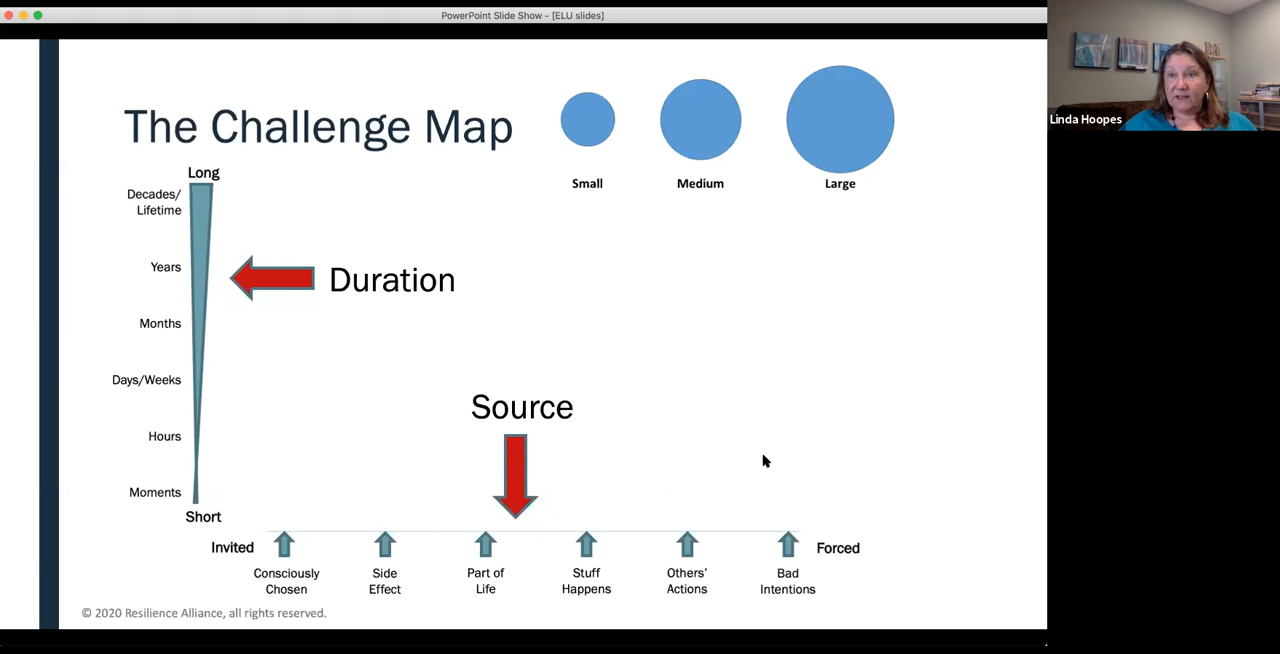 PowerPoint Slide Show - [ELU slides]
Linda Hoopes
The Challenge Map
Small
Medium
Large
Long
Decades/
Lifetime
Years
Months
Days/Weeks
Hours
Moments
Short
Duration
Source
Invited
Forced
Consciously
Chosen
Side
Effect
Part of
Life
Stuff
Happens
Others’
Actions
Bad
Intentions
© 2020 Resilience Alliance, all rights reserved.